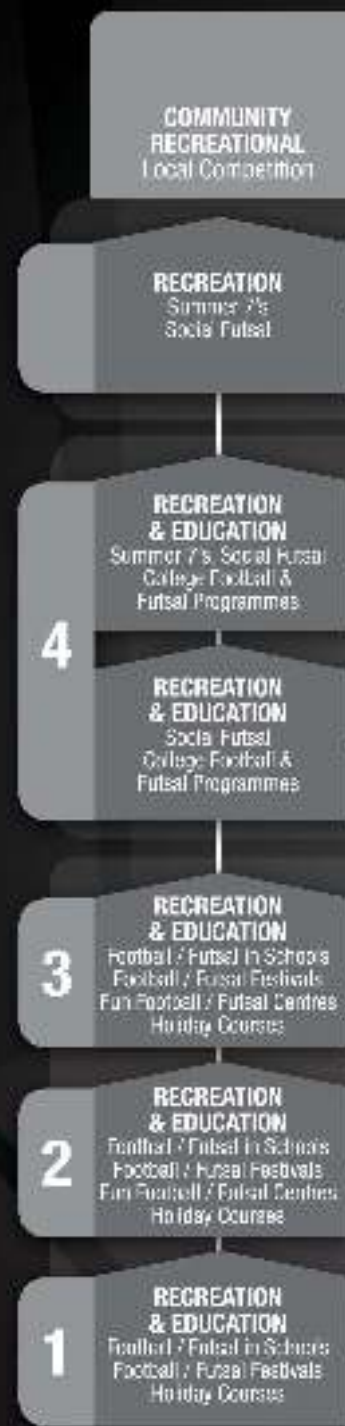 COMMUNITY
RECREATIONAL
Local Competition
RECREATION
Summer 7's
Social Futsal
4
RECREATION
& EDUCATION
Summer 7's, Social Futsal
College Football &
Futsal Programmes
RECREATION
& EDUCATION
Social Futsal
College Football &
Futsal Programmes
3
RECREATION
& EDUCATION
Football / Futsal in Schools
Football / Futsal Festivals
Fun Football / Futsal Centres
Holiday Courses
2
RECREATION
& EDUCATION
Football / Futsal in Schools
Football / Futsal Festivals
Fun Football / Futsal Centres
Holiday Courses
1
RECREATION
& EDUCATION
Football / Futsal in Schools
Football / Futsal Festivals
Holiday Courses